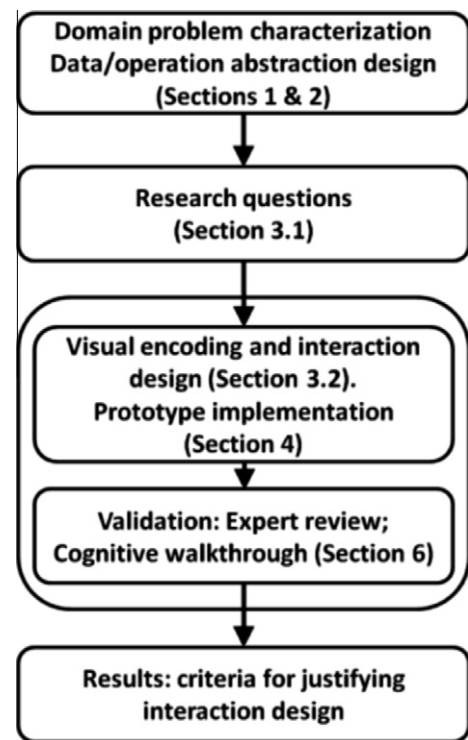 Domain problem characterization
Data/operation abstraction design
(Sections 1 & 2)
Research questions
(Section 3.1)
Visual encoding and interaction
design (Section 3.2).
Prototype implementation
(Section 4)
Validation: Expert review;
Cognitive walkthrough (Section 6)
Results: criteria for justifying
interaction design